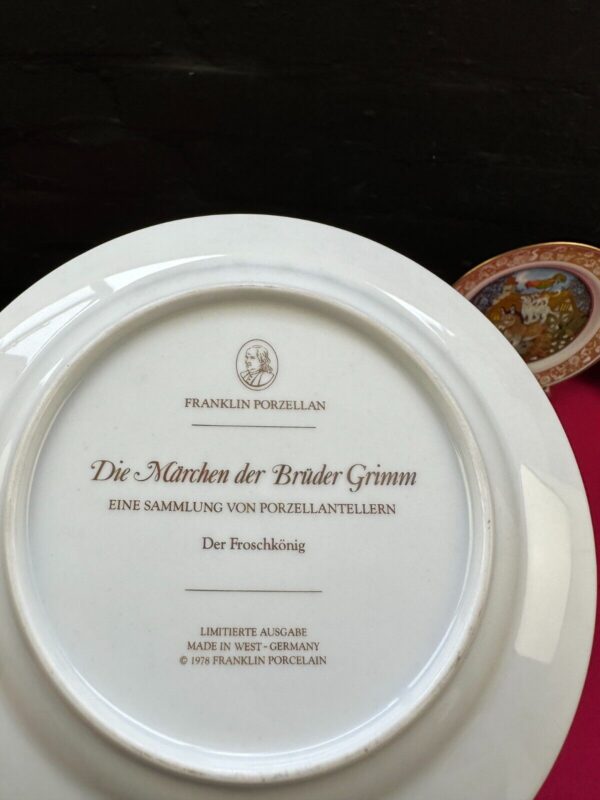 FRANKLIN PORZELLAN
Die Märchen der Brüder Grimm
EINE SAMMLUNG VON PORZELLANTELLERN
Der Froschkönig
LIMITIERTE AUSGABE
MADE IN WEST-GERMANY
© 1978 FRANKLIN PORCELAIN